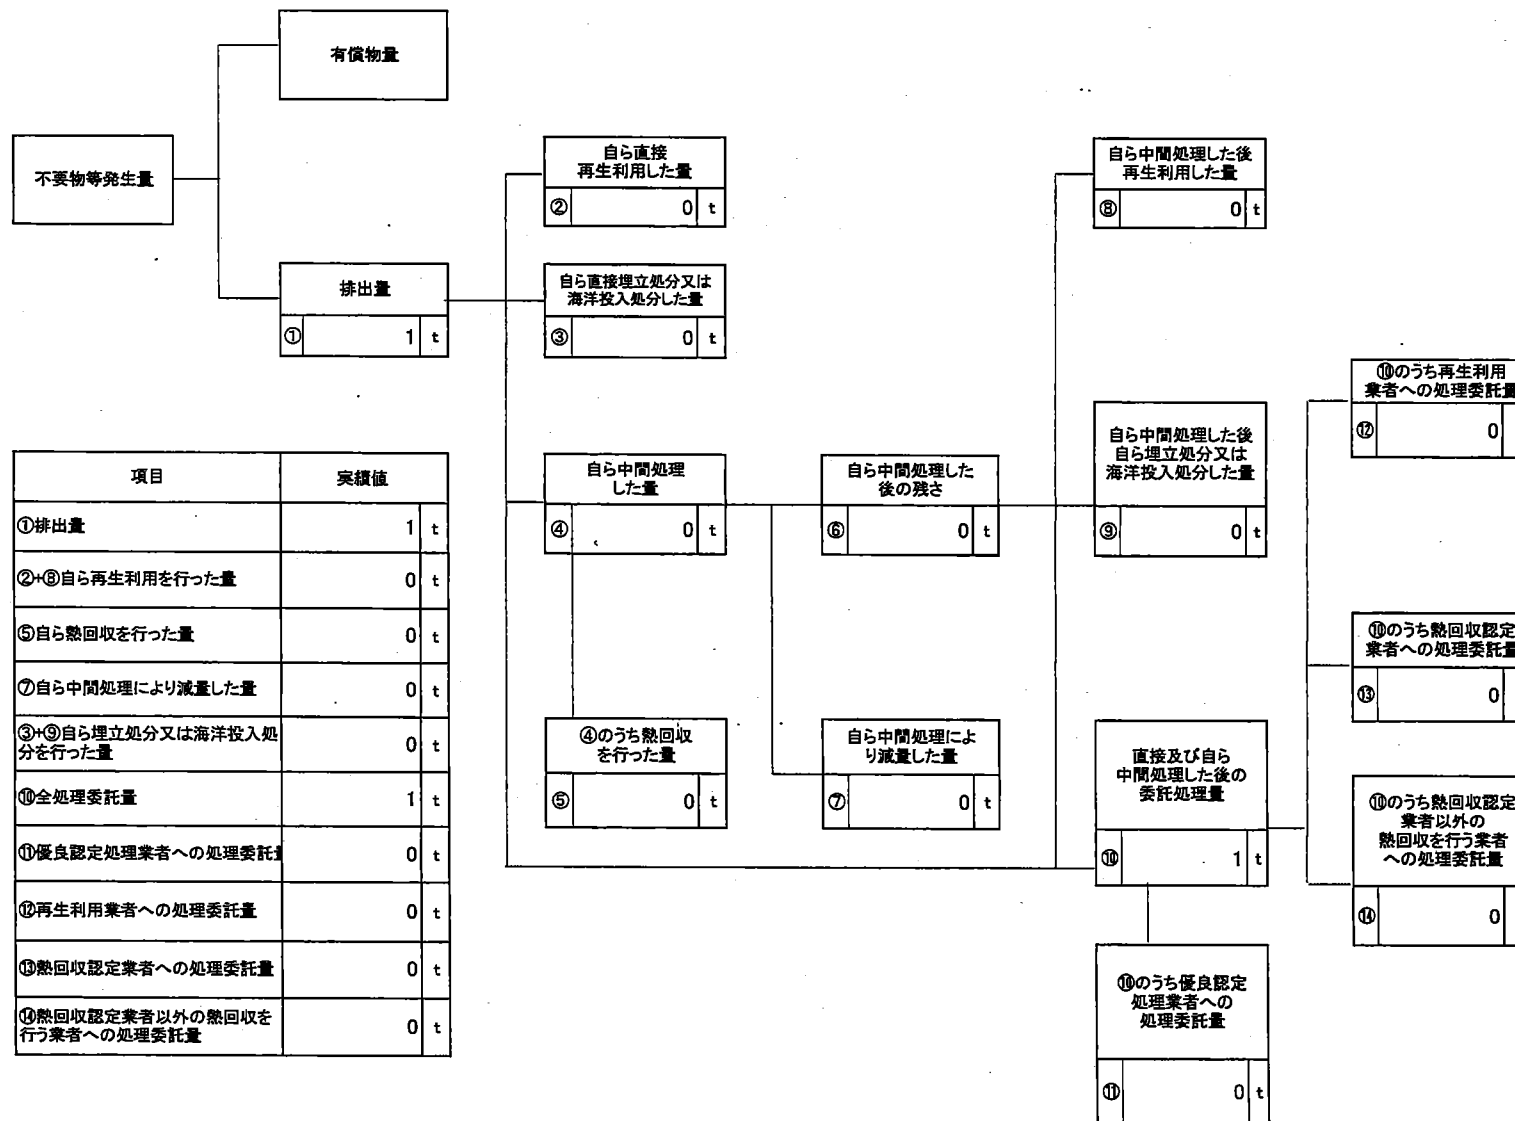 有償物量
不要物等発生量
排出量
① 1 t
自ら直接
再生利用した量
② 0 t
自ら直接埋立処分又は
海洋投入処分した量
③ 0 t
自ら中間処理
した量
④ 0 t
④のうち熱回収
を行った量
⑤ 0 t
自ら中間処理した
後の残さ
⑥ 0 t
自ら中間処理によ
り減量した量
⑦ 0 t
自ら中間処理した後
再生利用した量
⑧ 0 t
自ら中間処理した後
自ら埋立処分又は
海洋投入処分した量
⑨ 0 t
直接及び自ら
中間処理した後の
委託処理量
⑩ 1 t
⑩のうち優良認定
処理業者への
処理委託量
⑪ 0 t
⑩のうち再生利用
業者への処理委託量
⑫ 0
⑩のうち熱回収認定
業者への処理委託量
⑬ 0
⑩のうち熱回収認定
業者以外の
熱回収を行う業者
への処理委託量
⑭ 0
項目 実績値
①排出量 1 t
②+⑧自ら再生利用を行った量 0 t
⑤自ら熱回収を行った量 0 t
⑦自ら中間処理により減量した量 0 t
③+⑨自ら埋立処分又は海洋投入処
分を行った量 0 t
⑩全処理委託量 1 t
⑪優良認定処理業者への処理委託 0 t
⑫再生利用業者への処理委託量 0 t
⑬熱回収認定業者への処理委託量 0 t
⑭熱回収認定業者以外の熱回収を
行う業者への処理委託量 0 t